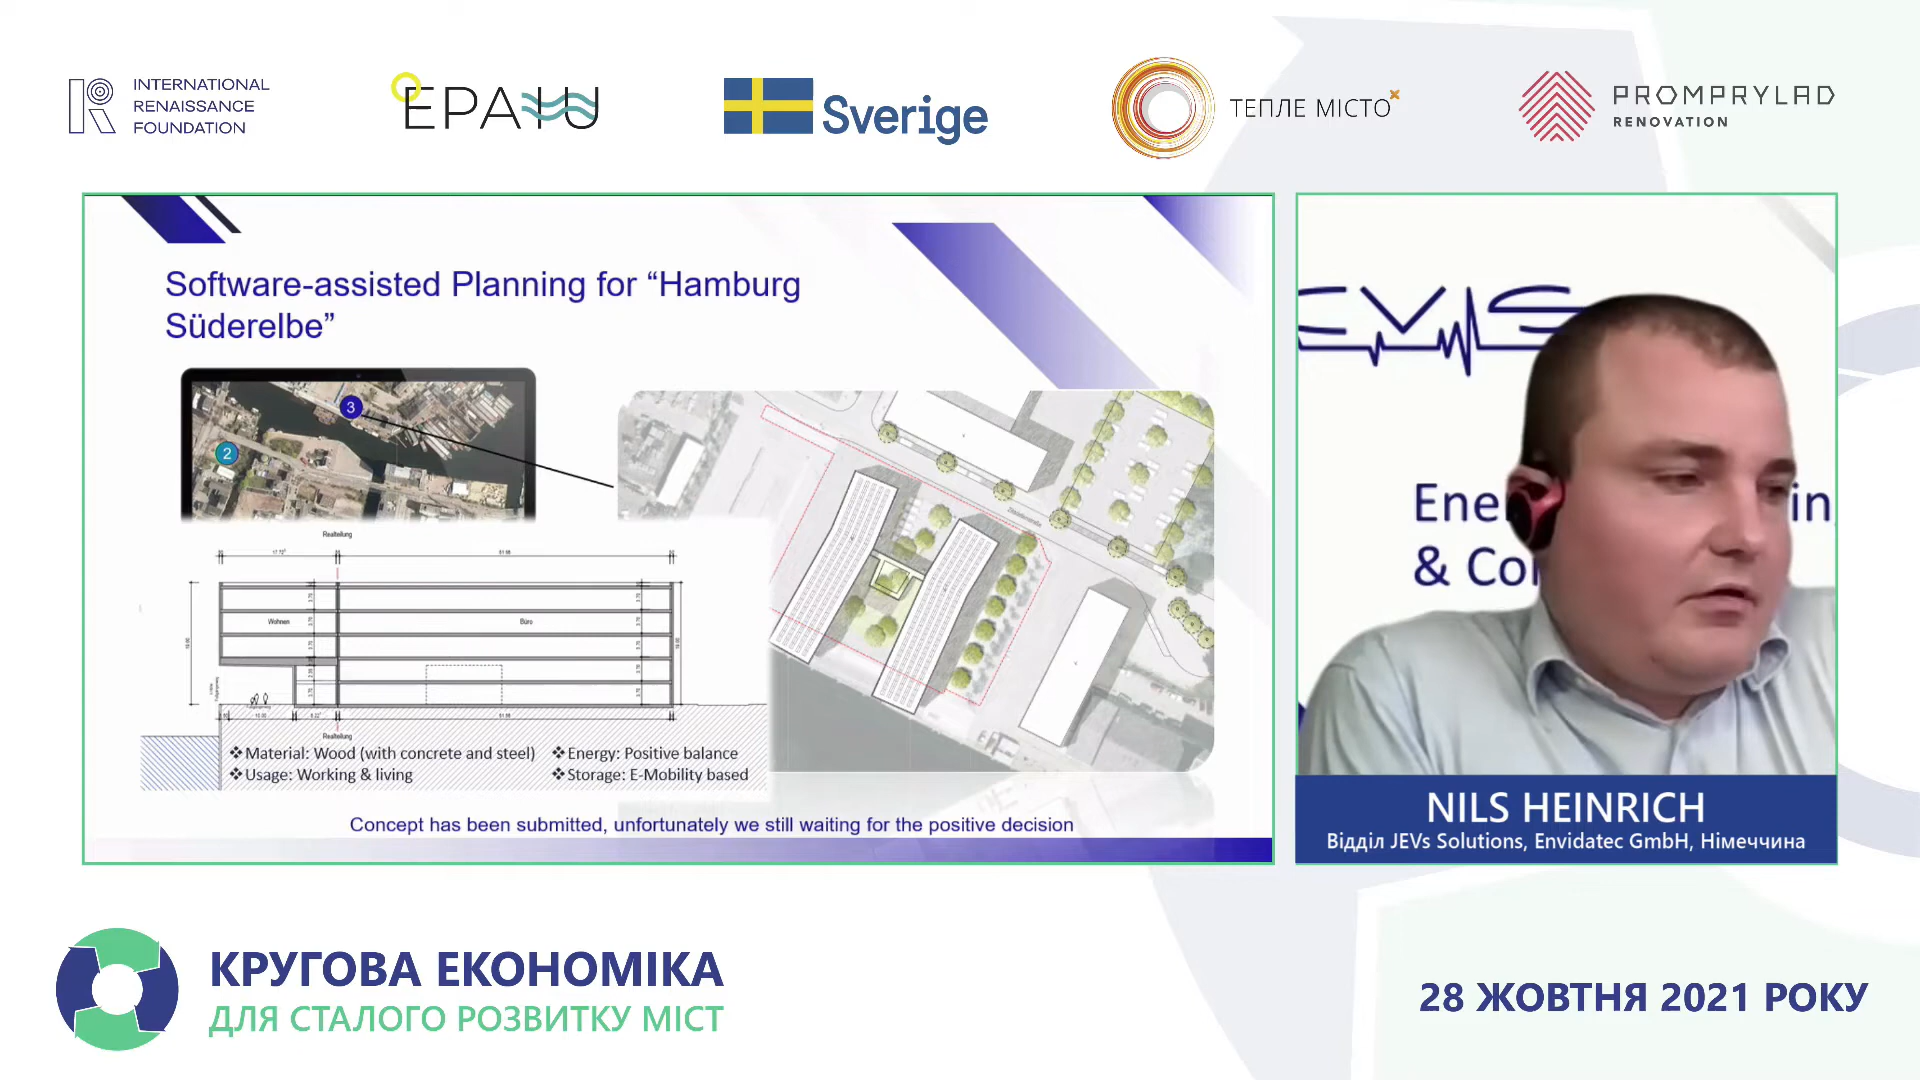 INTERNATIONAL
RENAISSANCE
FOUNDATION
EPAIU
Sverige
ТЕПЛЕ МІСТО
PROMPRYLAD
RENOVATION
Software-assisted Planning for “Hamburg
Süderelbe”
3
2
Realteilung
Wohnen
Büro
Realteilung
❖Material: Wood (with concrete and steel)
❖Usage: Working & living
❖Energy: Positive balance
❖Storage: E-Mobility based
Concept has been submitted, unfortunately we still waiting for the positive decision
Ene
in
& Co
NILS HEINRICH
Відділ JEVs Solutions, Envidatec GmbH, Німеччина
КРУГОВА ЕКОНОМІКА
ДЛЯ СТАЛОГО РОЗВИТКУ МІСТ
28 ЖОВТНЯ 2021 РОКУ